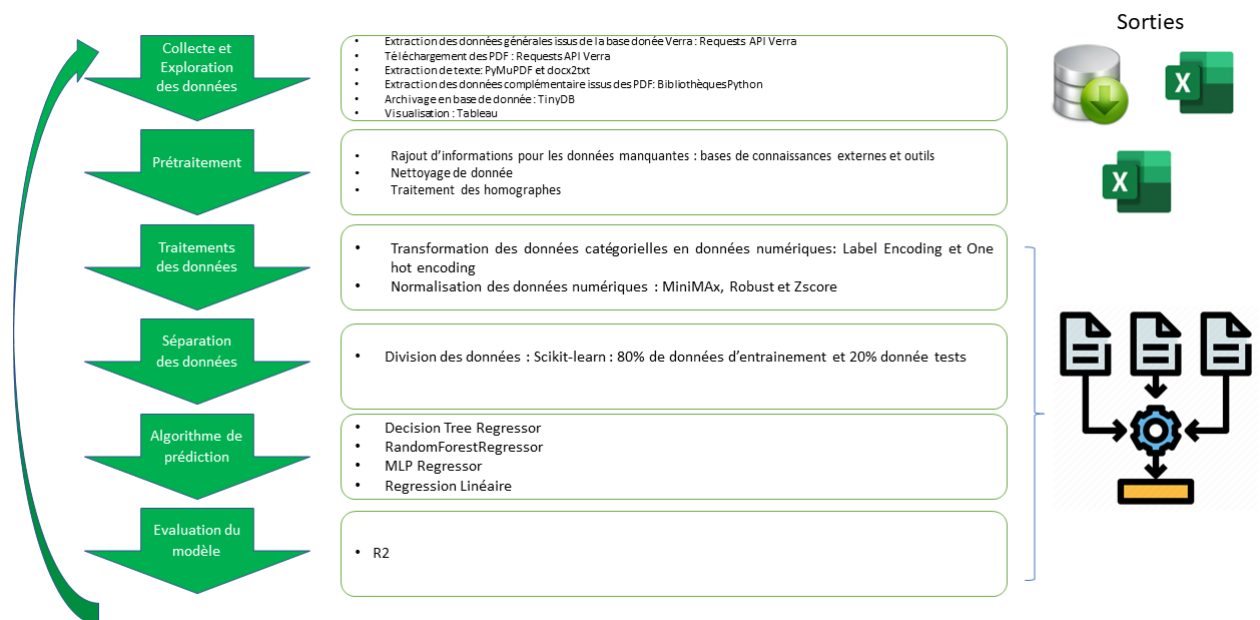 Sorties
Collecte et
Exploration
des données
• Extraction des données générales issus de la base donée Verra : Requests API Verra
• Téléchargement des PDF : Requests API Verra
• Extraction de texte: PyMuPDF et docx2txt
• Extraction des données complémentaire issus des PDF: Bibliothèques Python
• Archivage en base de donnée : TinyDB
• Visualisation : Tableau
X
Prétraitement
• Rajout d'informations pour les données manquantes : bases de connaissances externes et outils
• Nettoyage de donnée
• Traitement des homographes
X
Traitements
des données
• Transformation des données catégorielles en données numériques: Label Encoding et One
hot encoding
• Normalisation des données numériques : MiniMAx, Robust et Zscore
Séparation
des données
• Division des données : Scikit-learn : 80% de données d'entrainement et 20% donnée tests
Algorithme de
prédiction
• Decision Tree Regressor
• RandomForestRegressor
• MLP Regressor
• Regression Linéaire
Evaluation du
modèle
• R2